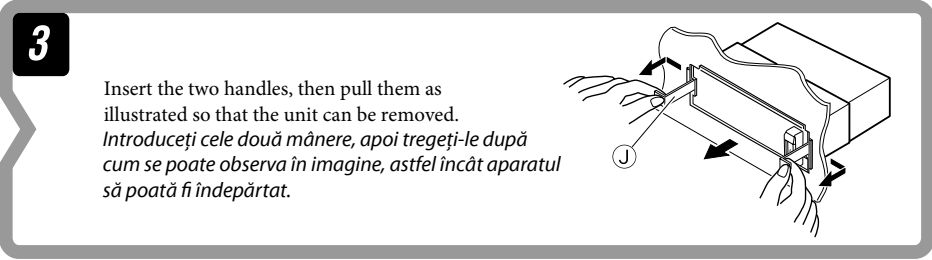 3
Insert the two handles, then pull them as
illustrated so that the unit can be removed.
Introduceți cele două mânere, apoi trageți-le după
cum se poate observa în imagine, astfel încât aparatul
să poată fi îndepărtat.
J